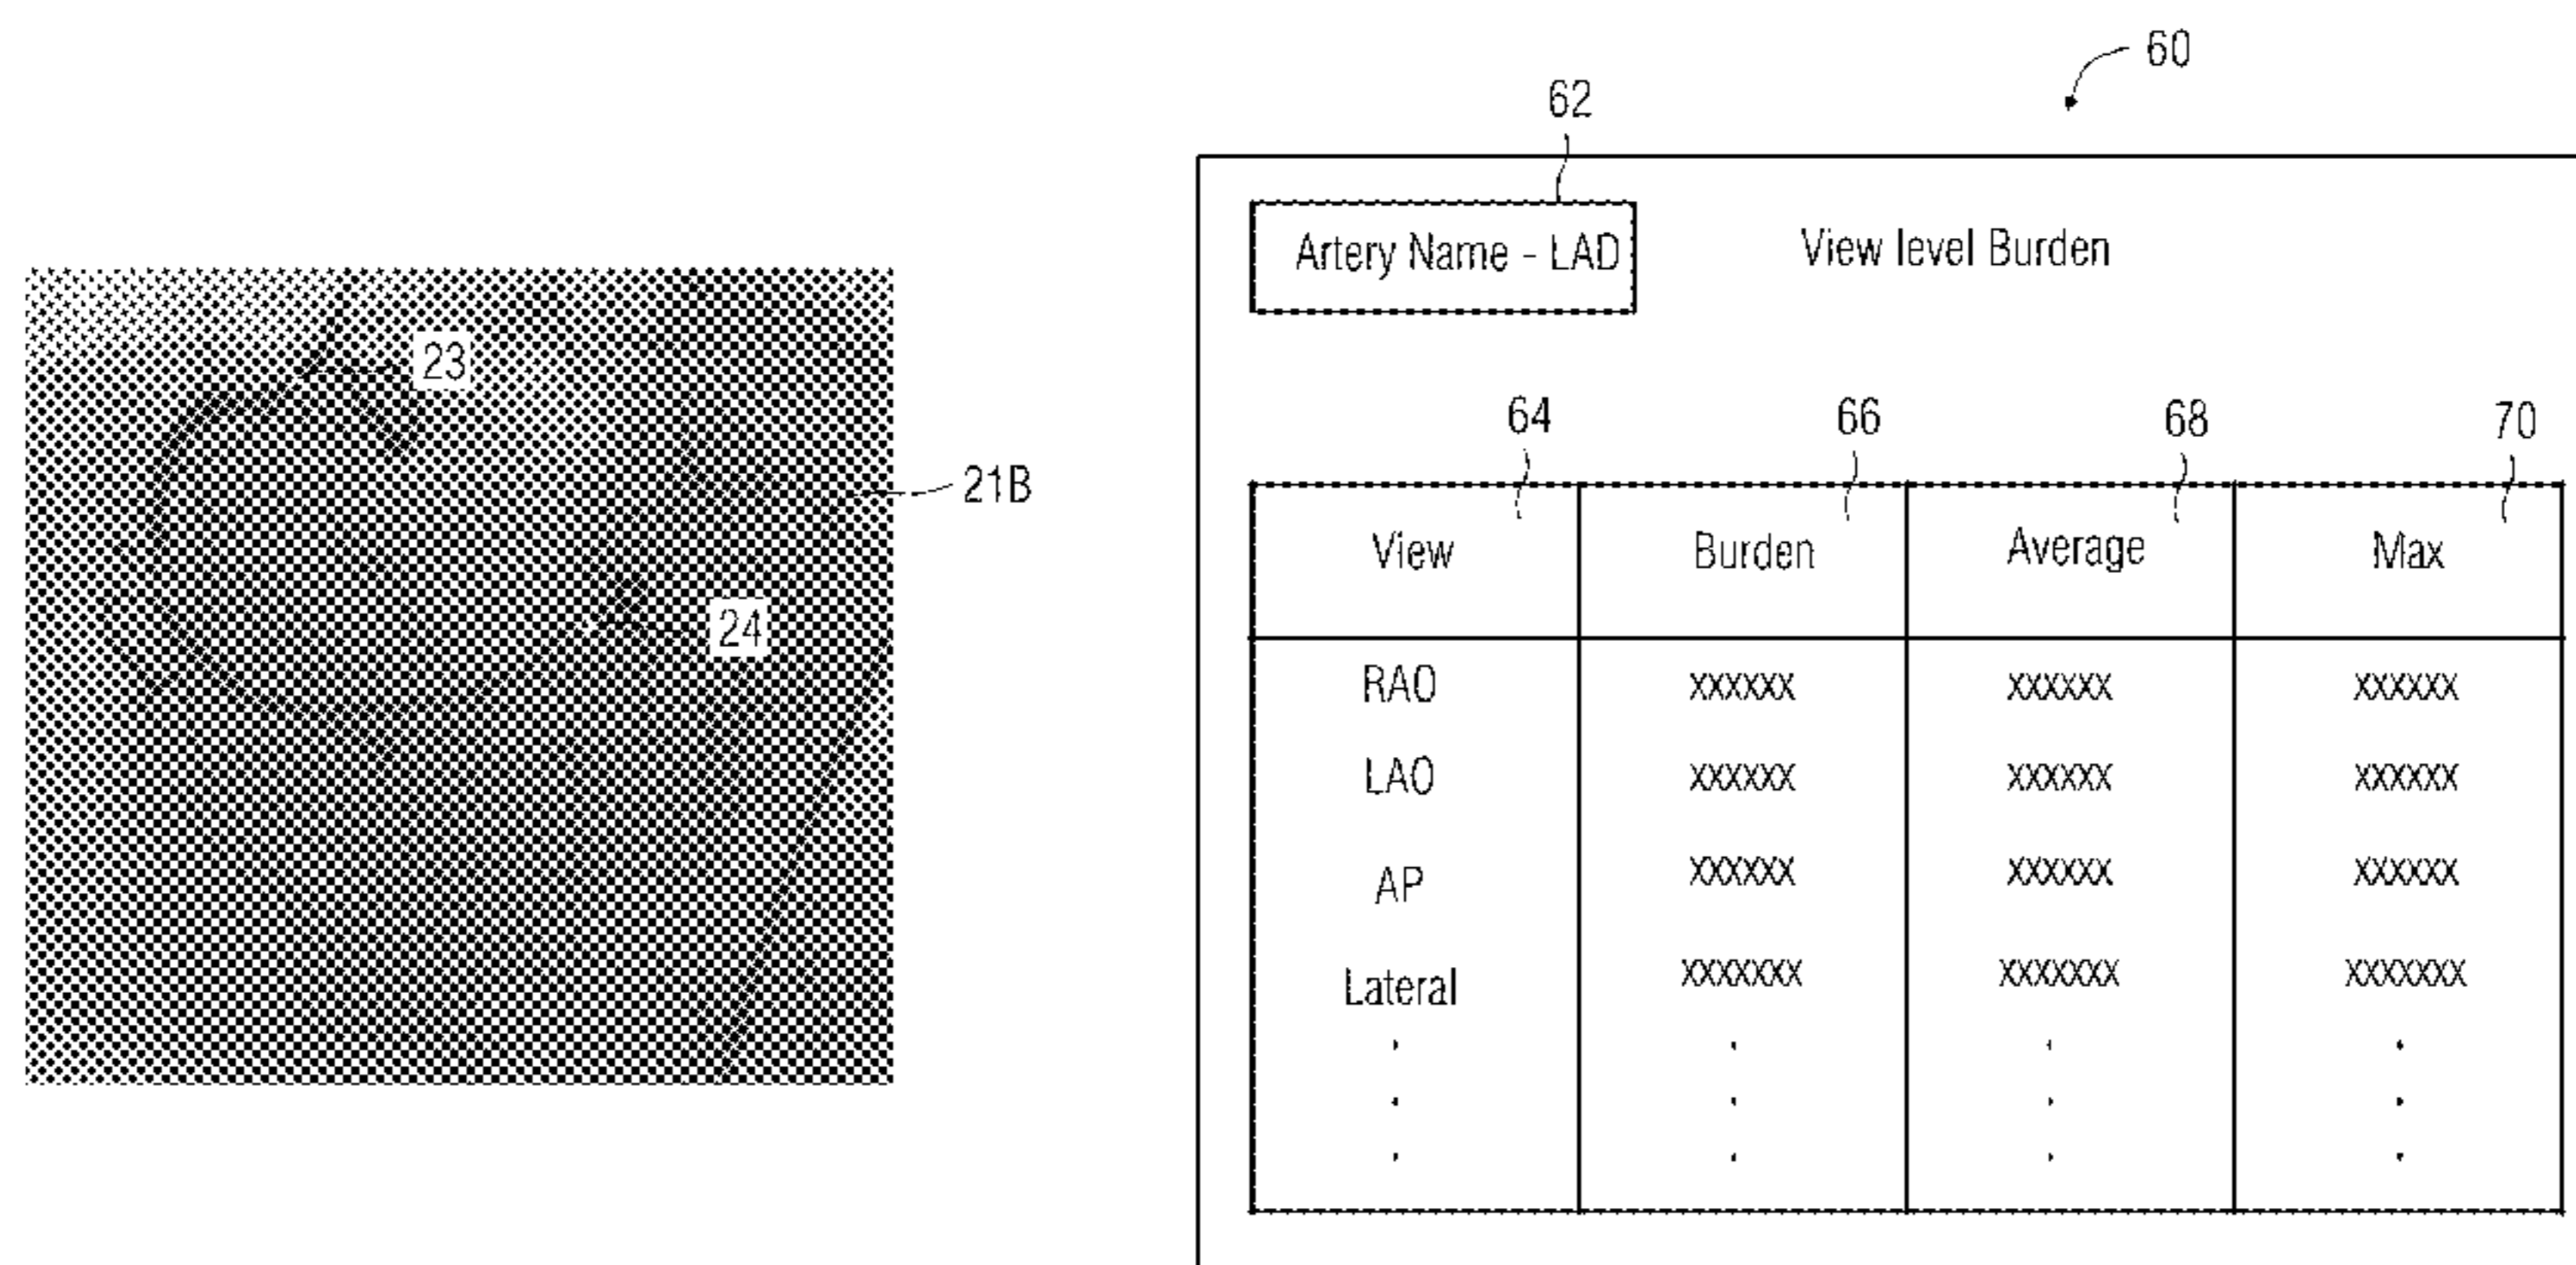 60
62
Artery Name - LAD
View level Burden
23
21B
24
64
66
68
70
View Burden Average Max
RAO XXXXXX XXXXXX XXXXXX
LAO XXXXXX XXXXXX XXXXXX
AP XXXXXX XXXXXX XXXXXX
Lateral XXXXXXX XXXXXXX XXXXXXX